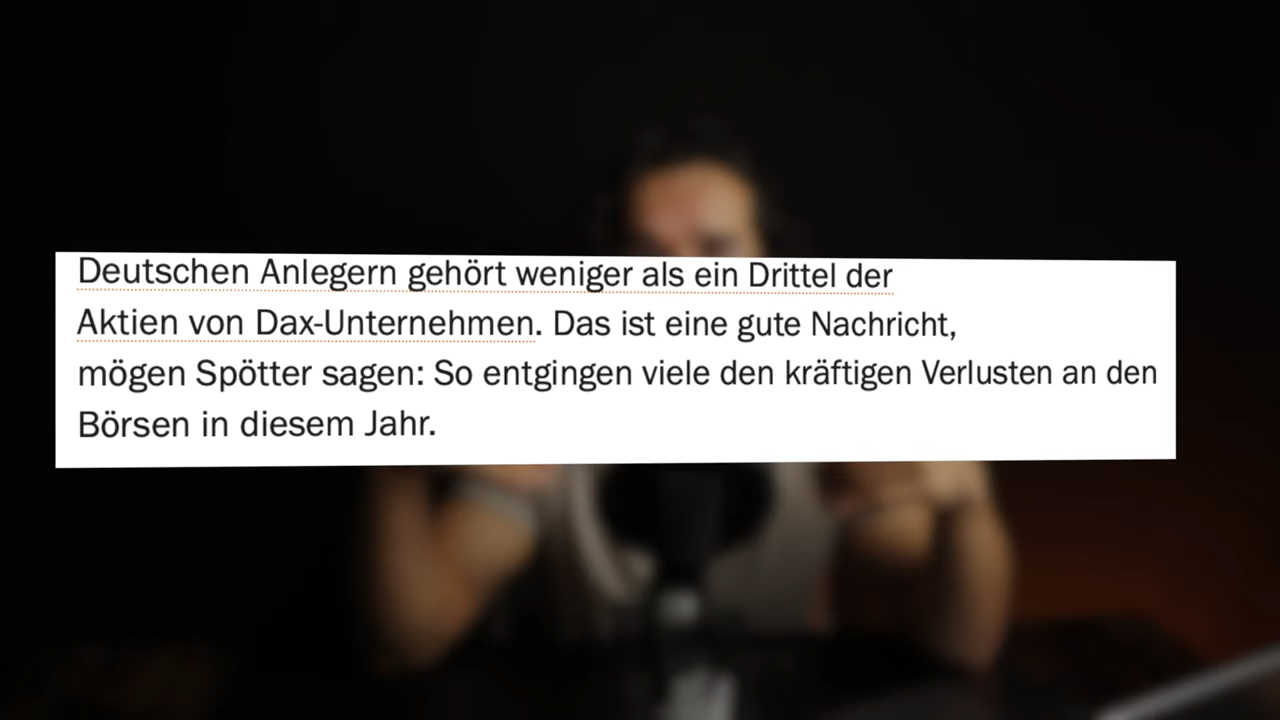 Deutschen Anlegern gehört weniger als ein Drittel der
Aktien von Dax-Unternehmen. Das ist eine gute Nachricht,
mögen Spötter sagen: So entgingen viele den kräftigen Verlusten an den
Börsen in diesem Jahr.